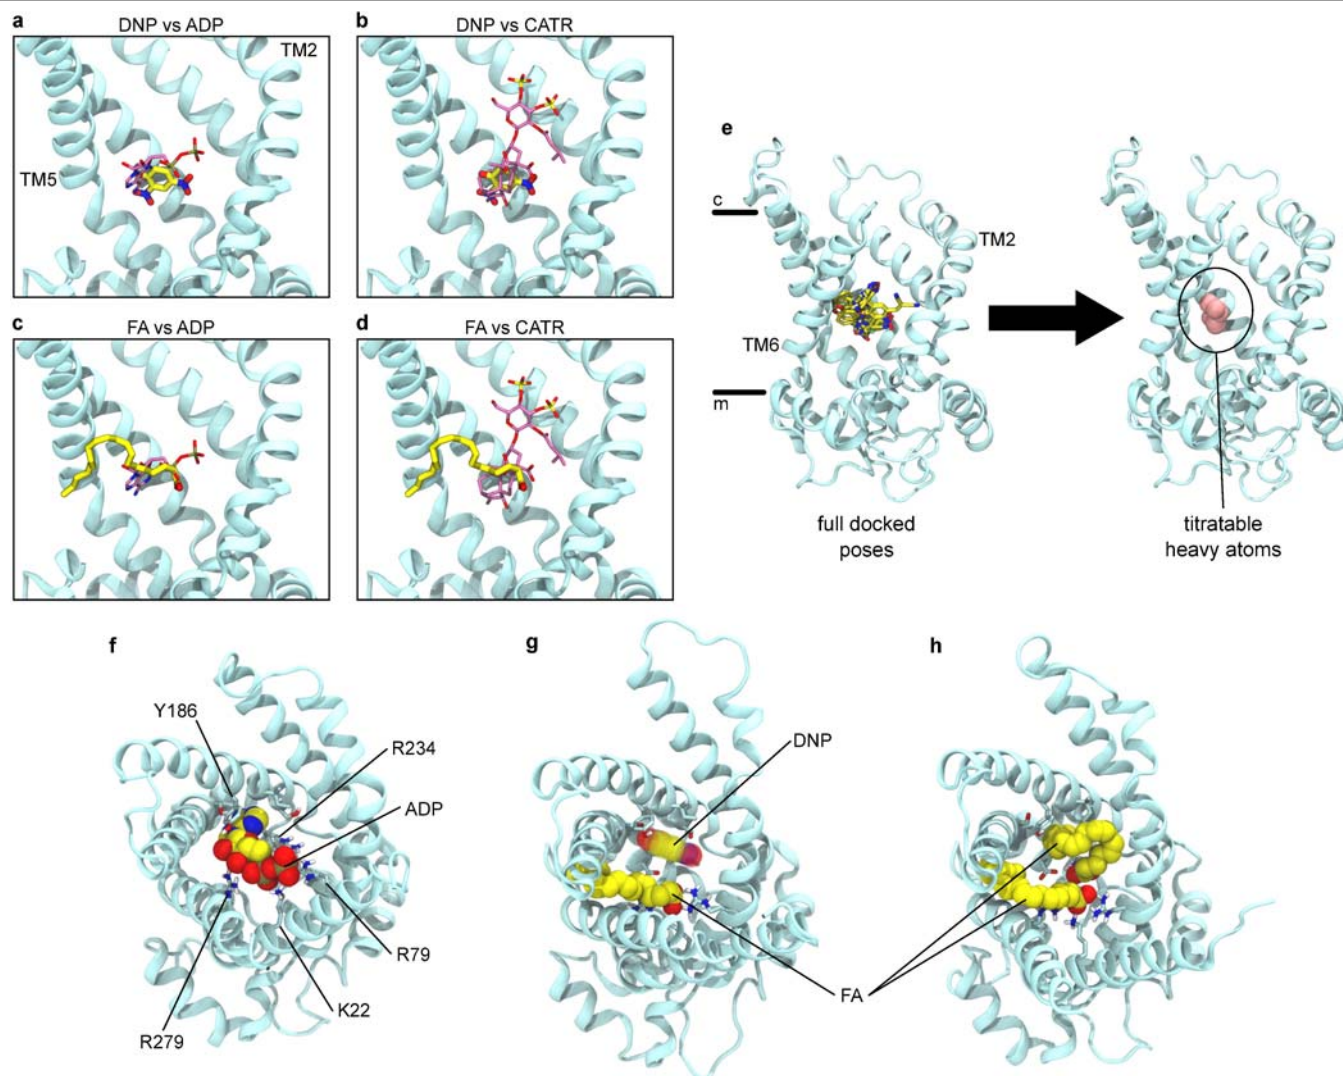 a
DNP vs ADP
TM2
TM5
b
DNP vs CATR
c
FA vs ADP
d
FA vs CATR
e
c
TM2
TM6
m
full docked
poses
titratable
heavy atoms
f
Y186
R234
ADP
R79
K22
R279
g
DNP
FA
h